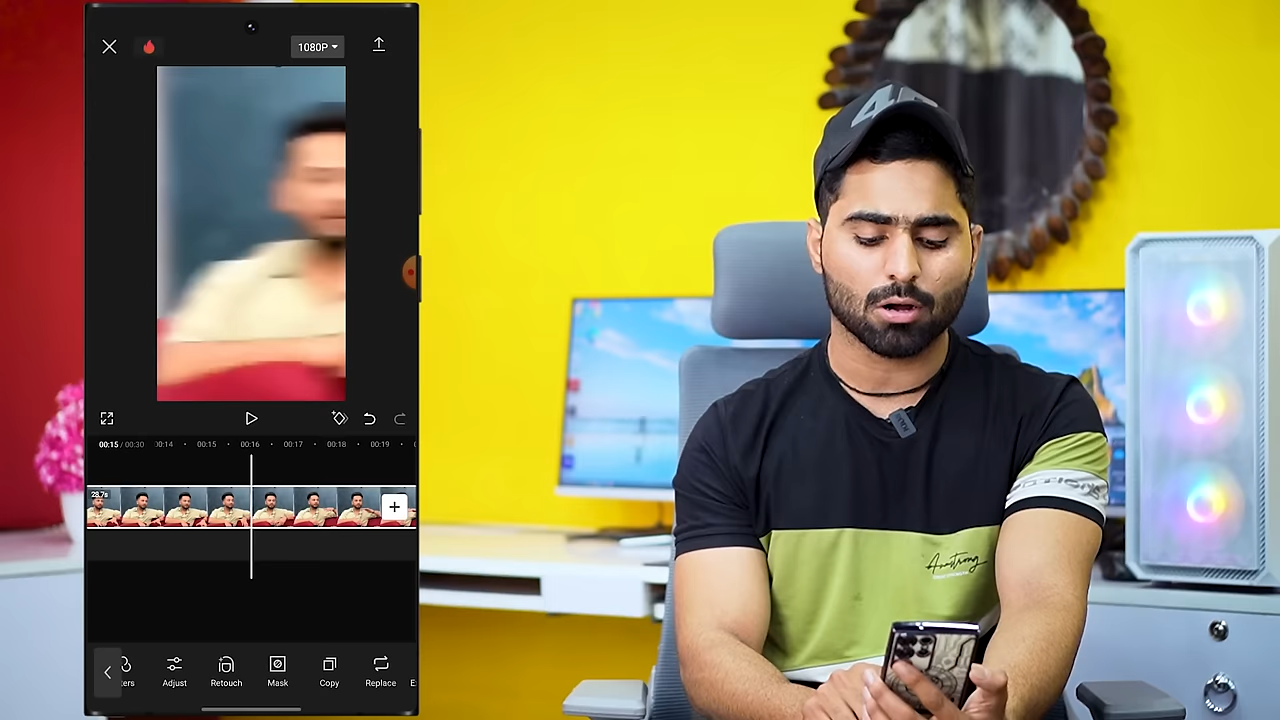 1080P
00:15 / 00:30 00:14 00:15 00:16 00:17 00:18 00:19
28.7s
ters Adjust Retouch Mask Copy Replace
45
Armstrong